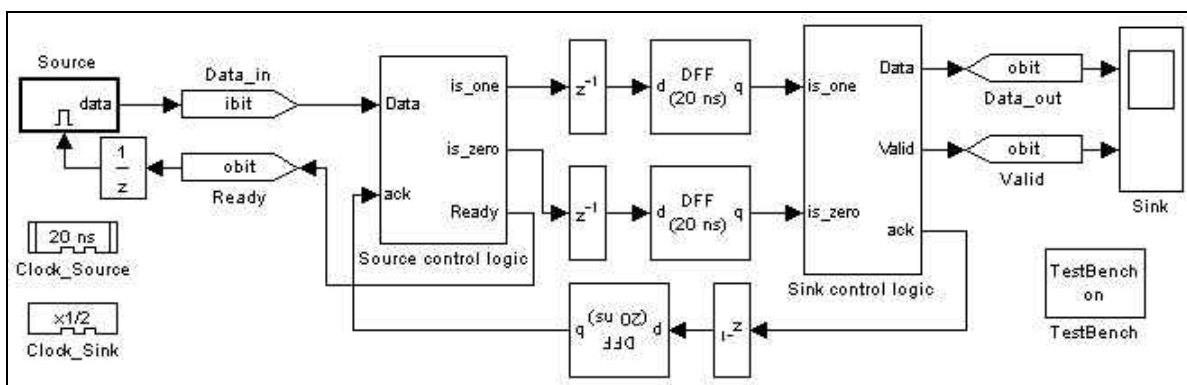 Source
data
Data_in
ibit
1
z
obit
Ready
20 ns
Clock_Source
x1/2
Clock_Sink
Data
is_one
is_zero
ack
Ready
Source control logic
z⁻¹
DFF
d q
(20 ns)
z⁻¹
DFF
d q
(20 ns)
is_one
Data
Valid
is_zero
ack
Sink control logic
DFF
d q
(20 ns)
z⁻¹
obit
Data_out
obit
Valid
Sink
TestBench
on
TestBench